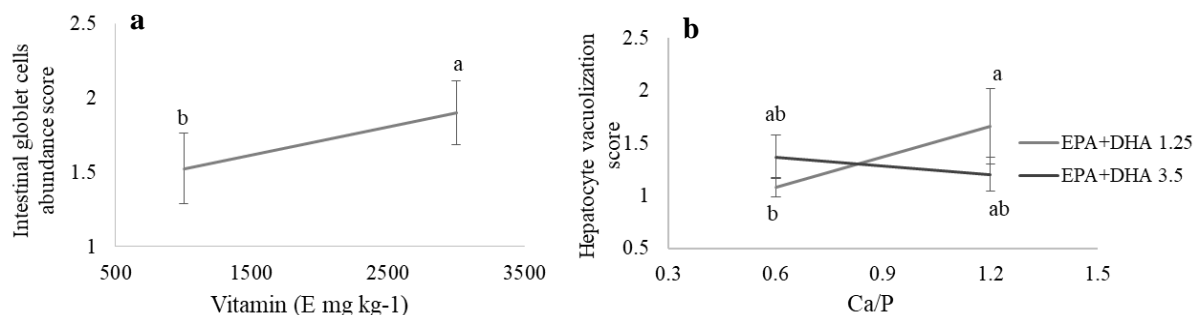 a
Intestinal globlet cells
abundance score
2.5
2
1.5
1
b
a
500
1500
2500
3500
Vitamin (E mg kg-1)
b
Hepatocyte vacuolization
score
2.5
2
1.5
1
0.5
ab
b
a
ab
0.3
0.6
0.9
1.2
1.5
Ca/P
EPA+DHA 1.25
EPA+DHA 3.5